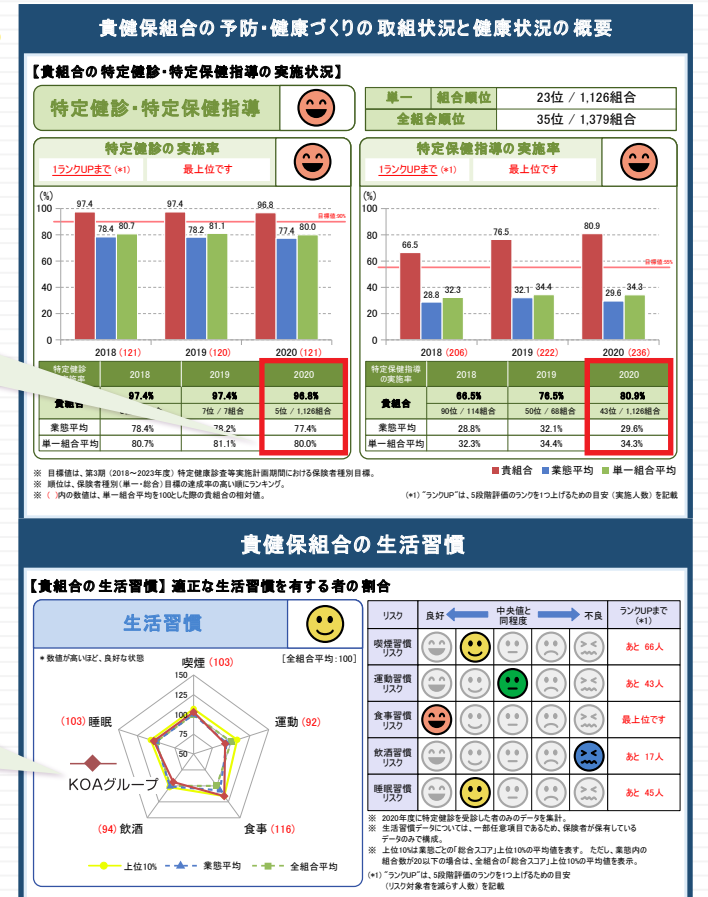 貴健保組合の予防・健康づくりの取組状況と健康状況の概要
【貴組合の特定健診・特定保健指導の実施状況】
特定健診・特定保健指導
単一 組合順位 23位 / 1,126組合
全組合順位 35位 / 1,379組合
特定健診の実施率
1ランクUPまで (*1) 最上位です
(%)
100
80
60
40
20
0
目標値:90%
97.4 78.4 80.7
97.4 78.2 81.1
96.8 77.4 80.0
2018 (121) 2019 (120) 2020 (121)
特定健診 実施率 2018 2019 2020
貴組合 97.4% 97.4% 96.8%
7位 / 7組合 5位 / 1,126組合
業態平均 78.4% 78.2% 77.4%
単一組合平均 80.7% 81.1% 80.0%
特定保健指導の実施率
1ランクUPまで (*1) 最上位です
(%)
100
80
60
40
20
0
目標値:55%
66.5 28.8 32.3
76.5 32.1 34.4
80.9 29.6 34.3
2018 (206) 2019 (222) 2020 (236)
特定保健指導の実施率 2018 2019 2020
貴組合 66.5% 76.5% 80.9%
90位 / 114組合 50位 / 68組合 43位 / 1,126組合
業態平均 28.8% 32.1% 29.6%
単一組合平均 32.3% 34.4% 34.3%
■貴組合 ■業態平均 ■単一組合平均
※ 目標値は、第3期（2018～2023年度）特定健康診査等実施計画期間における保険者種別目標。
※ 順位は、保険者種別（単一・総合）目標の達成率の高い順にランキング。
※ （ ）内の数値は、単一組合平均を100とした際の貴組合の相対値。
(*1) "ランクUP"は、5段階評価のランクを1つ上げるための目安（実施人数）を記載
貴健保組合の生活習慣
【貴組合の生活習慣】適正な生活習慣を有する者の割合
生活習慣
* 数値が高いほど、良好な状態
[全組合平均:100]
喫煙 (103)
運動 (92)
食事 (116)
(94) 飲酒
(103) 睡眠
150
125
100
75
50
KOAグループ
上位10% 業態平均 全組合平均
リスク 良好 中央値と同程度 不良 ランクUPまで (*1)
喫煙習慣リスク あと 66人
運動習慣リスク あと 43人
食事習慣リスク 最上位です
飲酒習慣リスク あと 17人
睡眠習慣リスク あと 45人
※ 2020年度に特定健診を受診した者のみのデータを集計。
※ 生活習慣データについては、一部任意項目であるため、保険者が保有している
データのみで構成。
※ 上位10%は業態ごとの「総合スコア」上位10%の平均値を表す。ただし、業態内の
組合数が20以下の場合は、全組合の「総合スコア」上位10%の平均値を表示。
(*1) "ランクUP"は、5段階評価のランクを1つ上げるための目安
（リスク対象者を減らす人数）を記載